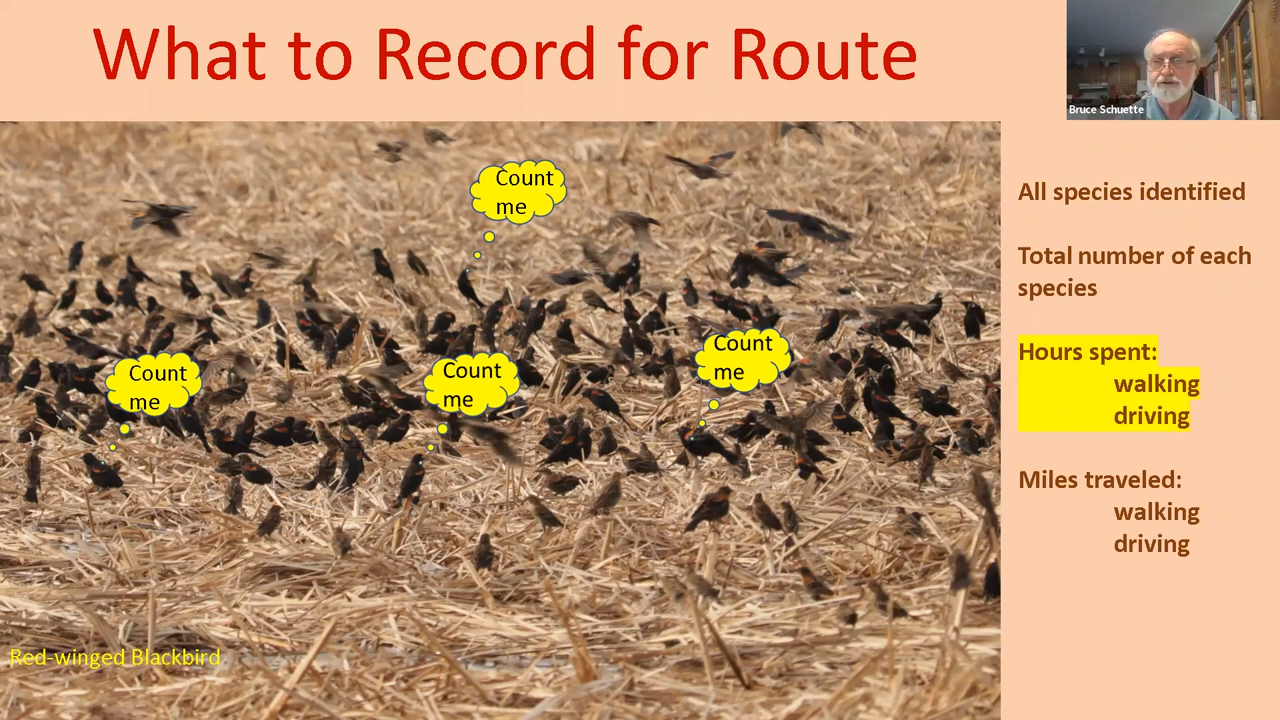 What to Record for Route
Bruce Schuette
Count
me
Count
me
Count
me
Count
me
Red-winged Blackbird
All species identified
Total number of each
species
Hours spent:
walking
driving
Miles traveled:
walking
driving